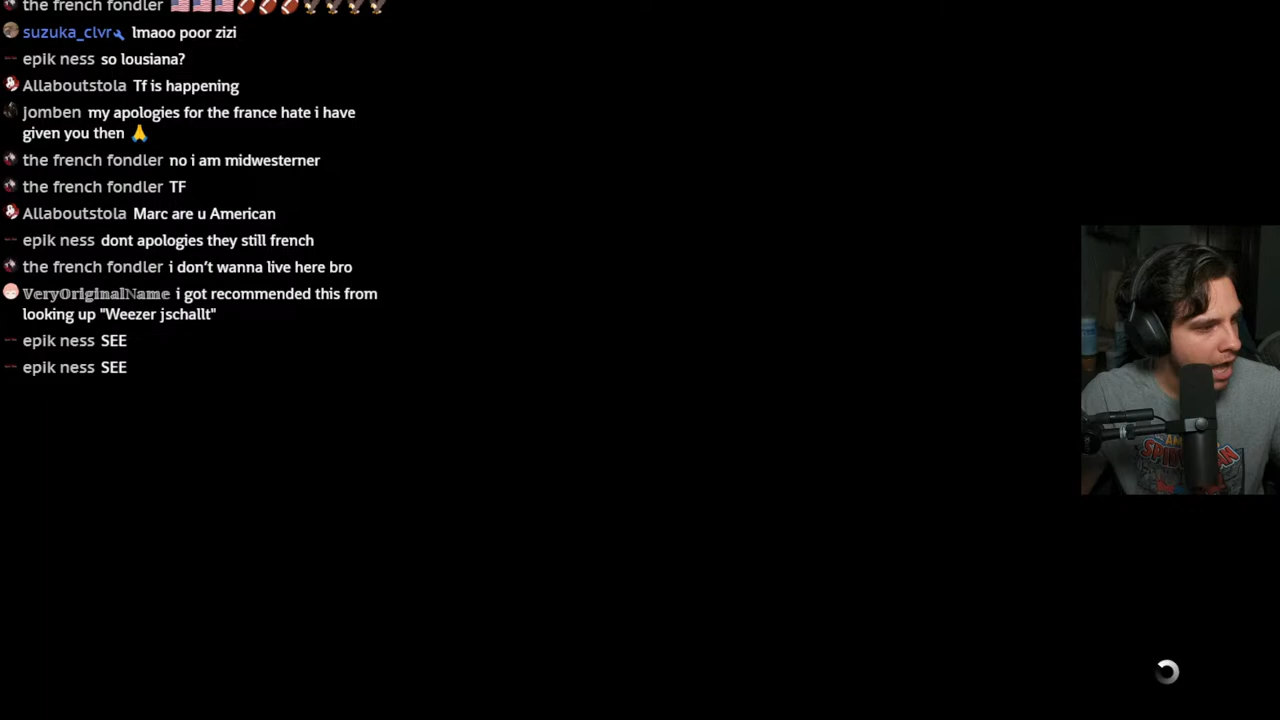 the french fondler 🇺🇸🇺🇸🇺🇸🏈🏈🏈🦅🦅🦅🦅
suzuka_clvr🔧 lmaoo poor zizi
epik ness so lousiana?
Allaboutstola Tf is happening
Jomben my apologies for the france hate i have
given you then 🙏
the french fondler no i am midwesterner
the french fondler TF
Allaboutstola Marc are u American
epik ness dont apologies they still french
the french fondler i don't wanna live here bro
𝕍𝕖𝕣𝕪𝕆𝕣𝕚𝕘𝕚𝕟𝕒𝕝ℕ𝕒𝕞𝕖 i got recommended this from
looking up "Weezer jschallt"
epik ness SEE
epik ness SEE